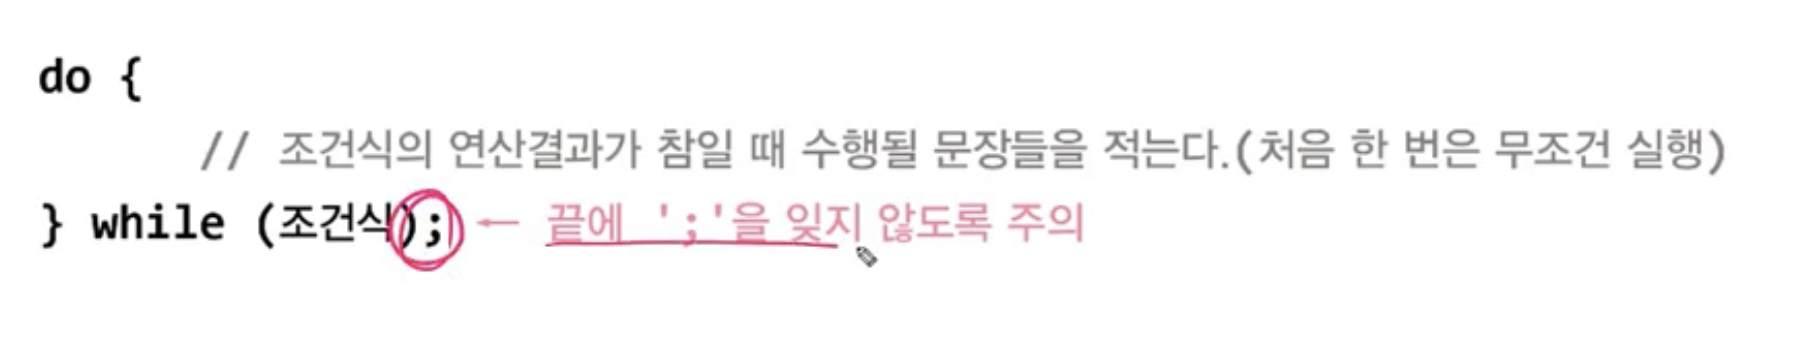 do {
// 조건식의 연산결과가 참일 때 수행될 문장들을 적는다.(처음 한 번은 무조건 실행)
} while (조건식); ← 끝에 ';'을 잊지 않도록 주의